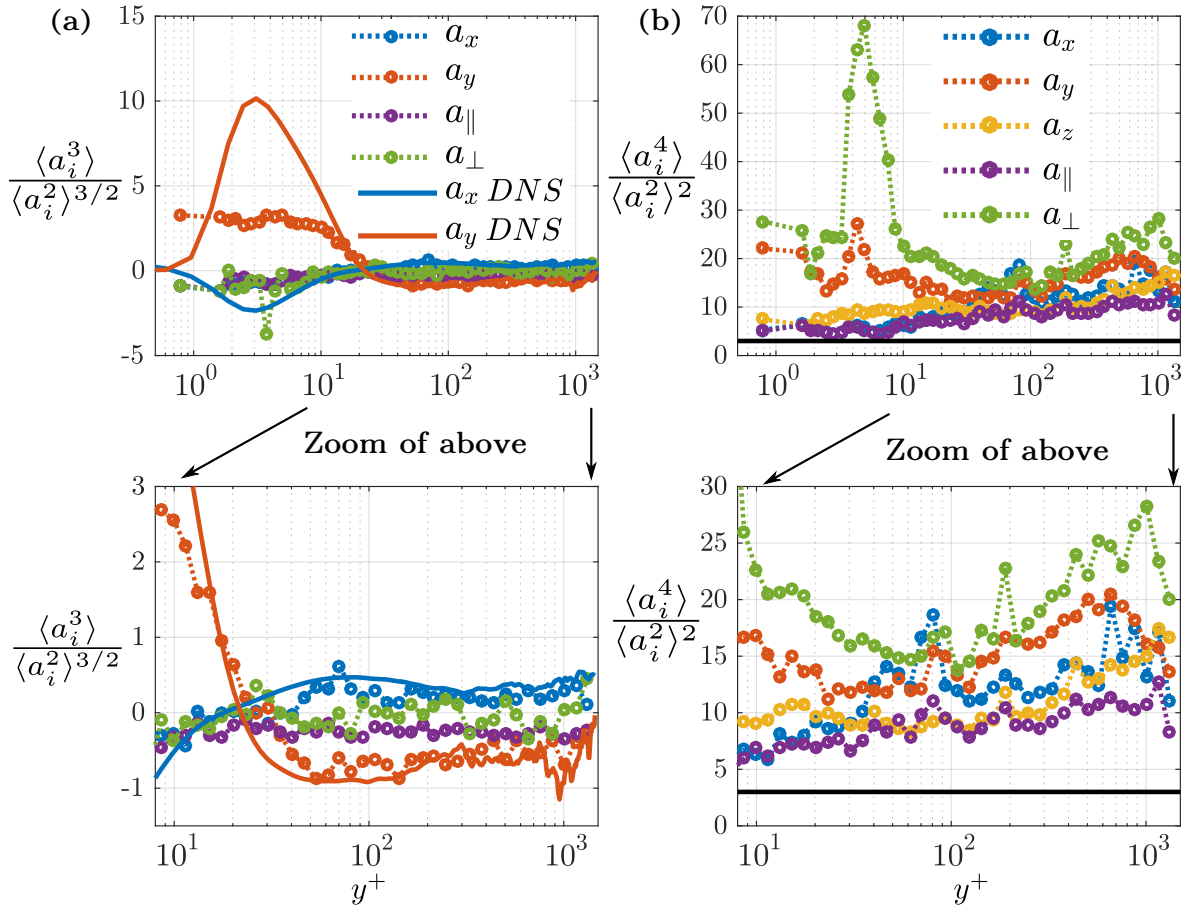 (a)
15
10
5
0
-5
⟨a_i^3⟩
⟨a_i^2⟩^{3/2}
a_x
a_y
a_∥
a_⊥
a_x DNS
a_y DNS
10^0
10^1
10^2
10^3
(b)
70
60
50
40
30
20
10
0
⟨a_i^4⟩
⟨a_i^2⟩^2
a_x
a_y
a_z
a_∥
a_⊥
10^0
10^1
10^2
10^3
Zoom of above
Zoom of above
3
2
1
0
-1
⟨a_i^3⟩
⟨a_i^2⟩^{3/2}
10^1
10^2
10^3
y^+
30
25
20
15
10
5
0
⟨a_i^4⟩
⟨a_i^2⟩^2
10^1
10^2
10^3
y^+